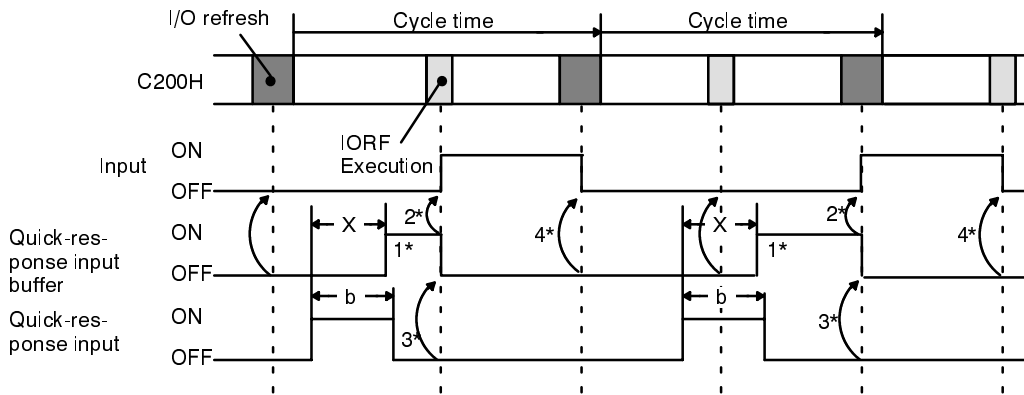 I/O refresh
Cycle time
Cycle time
C200H
IORF
Execution
Input
ON
OFF
Quick-res-
ponse input
buffer
ON
OFF
X
2*
1*
4*
X
2*
1*
4*
Quick-res-
ponse input
ON
OFF
b
3*
b
3*